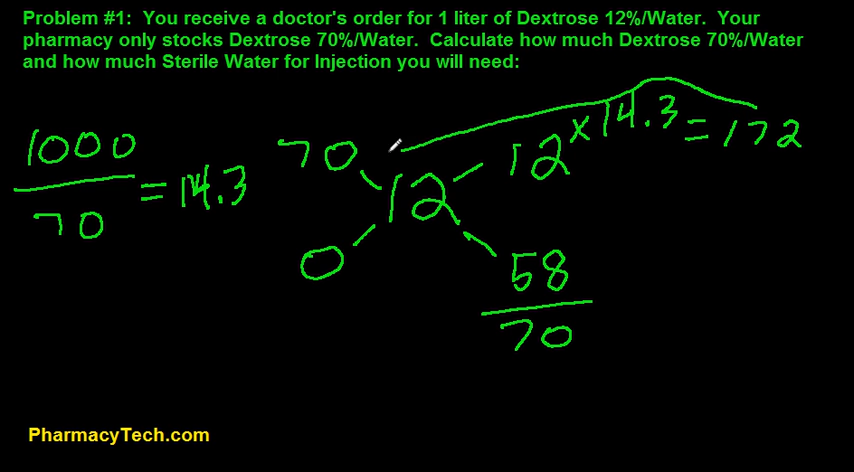 Problem #1:  You receive a doctor's order for 1 liter of Dextrose 12%/Water.  Your
pharmacy only stocks Dextrose 70%/Water.  Calculate how much Dextrose 70%/Water
and how much Sterile Water for Injection you will need:
1000
70
= 14.3
70
12
0
12 x 14.3 = 172
58
70
PharmacyTech.com